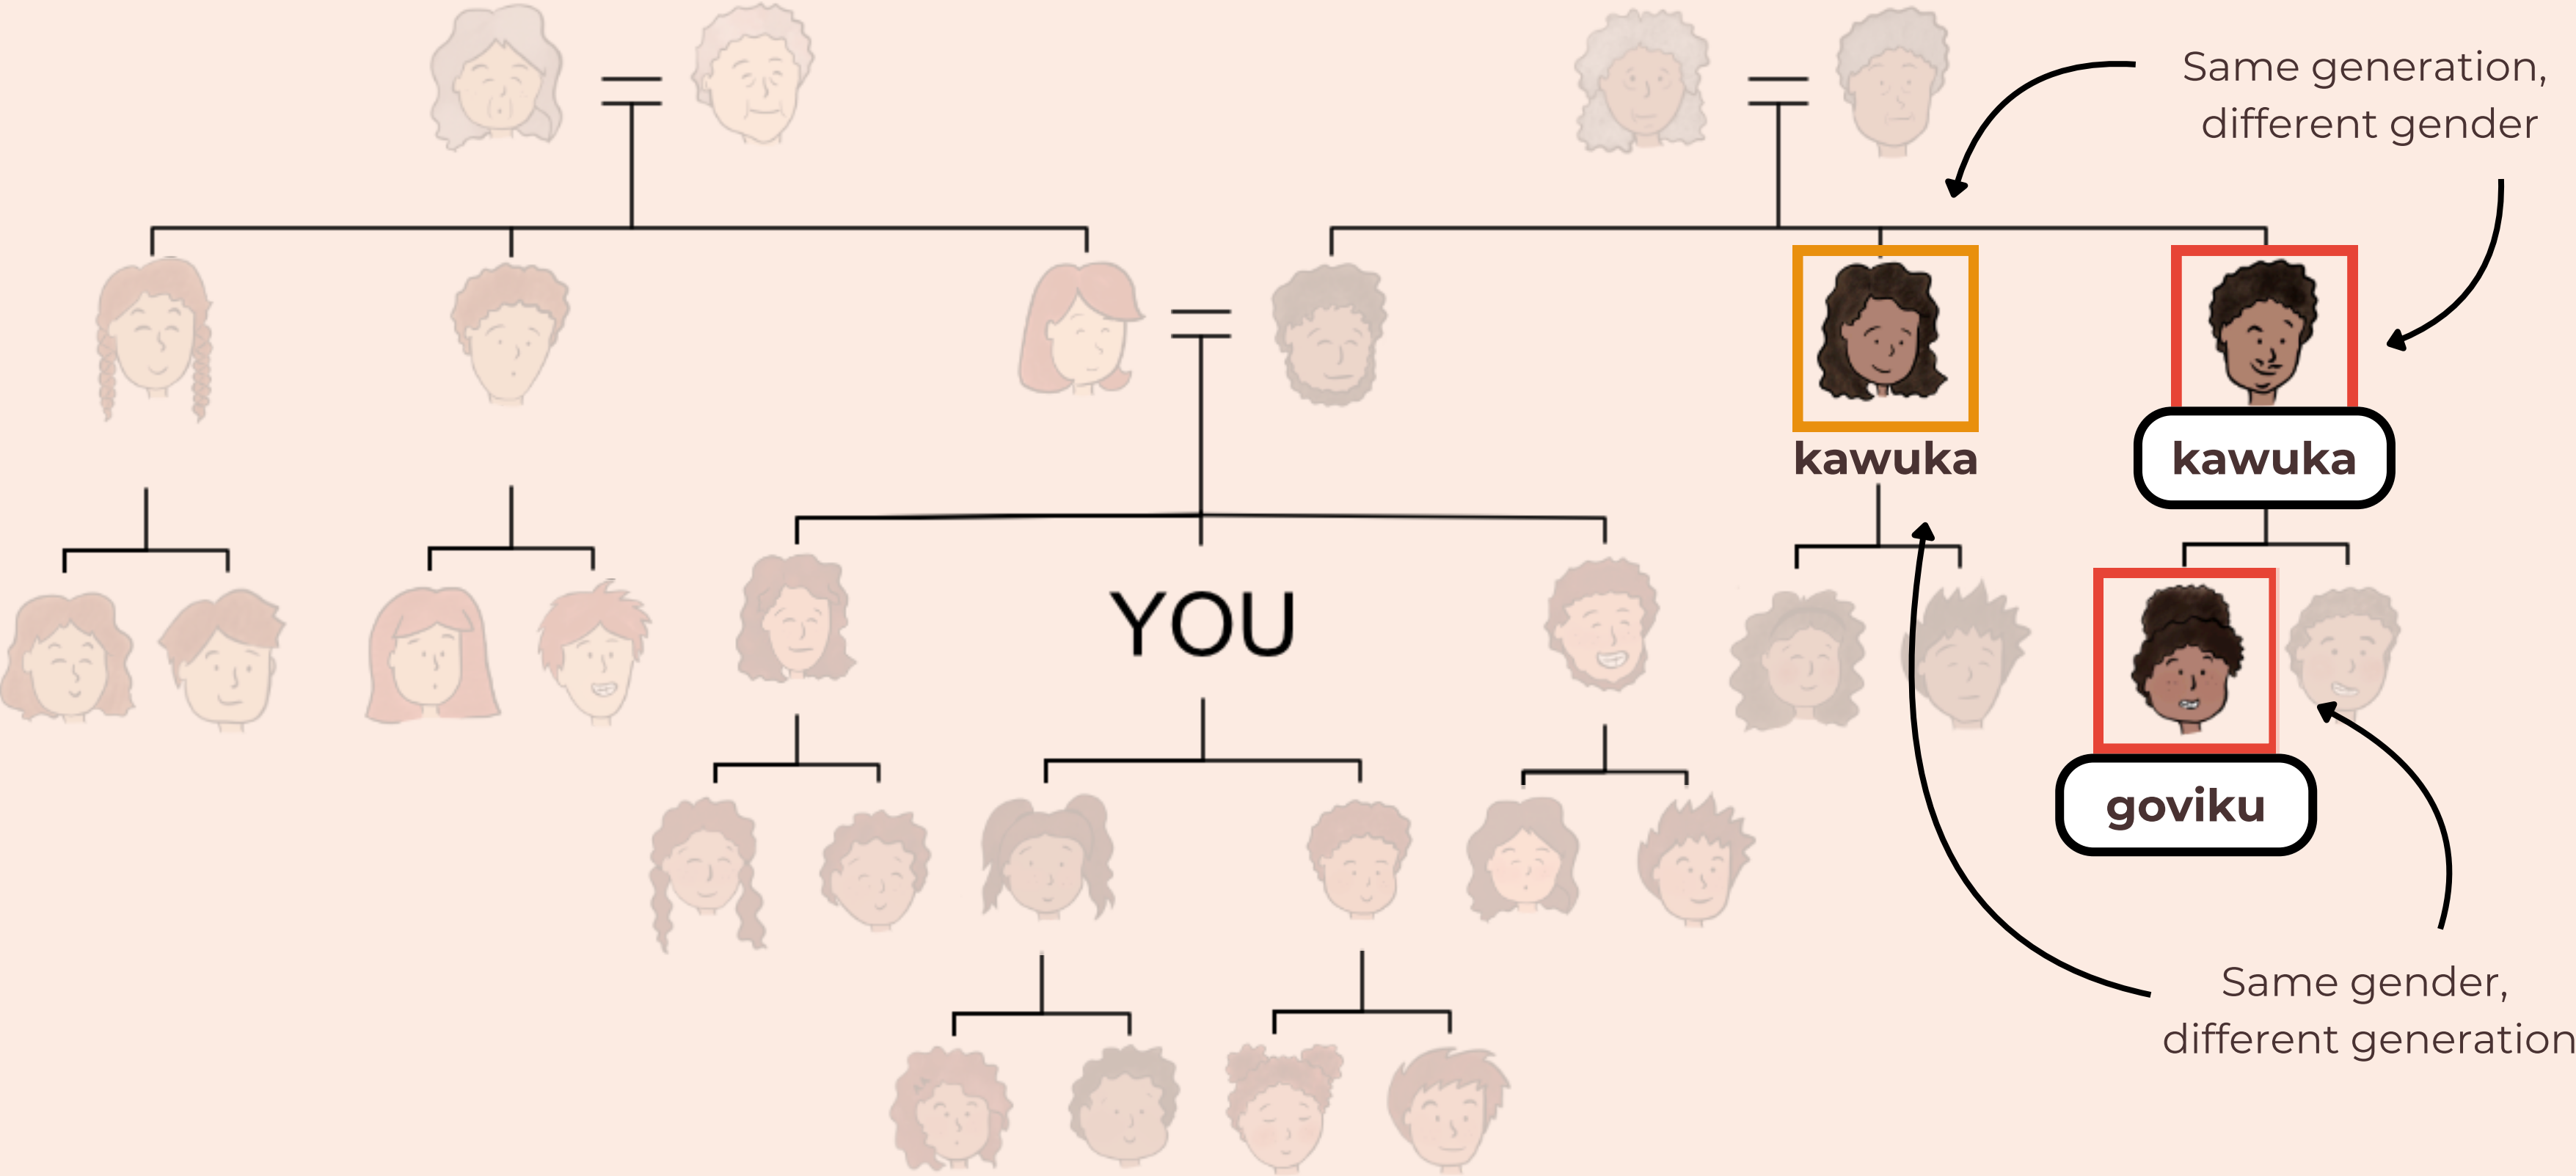 Same generation,
different gender
kawuka
kawuka
YOU
goviku
Same gender,
different generation